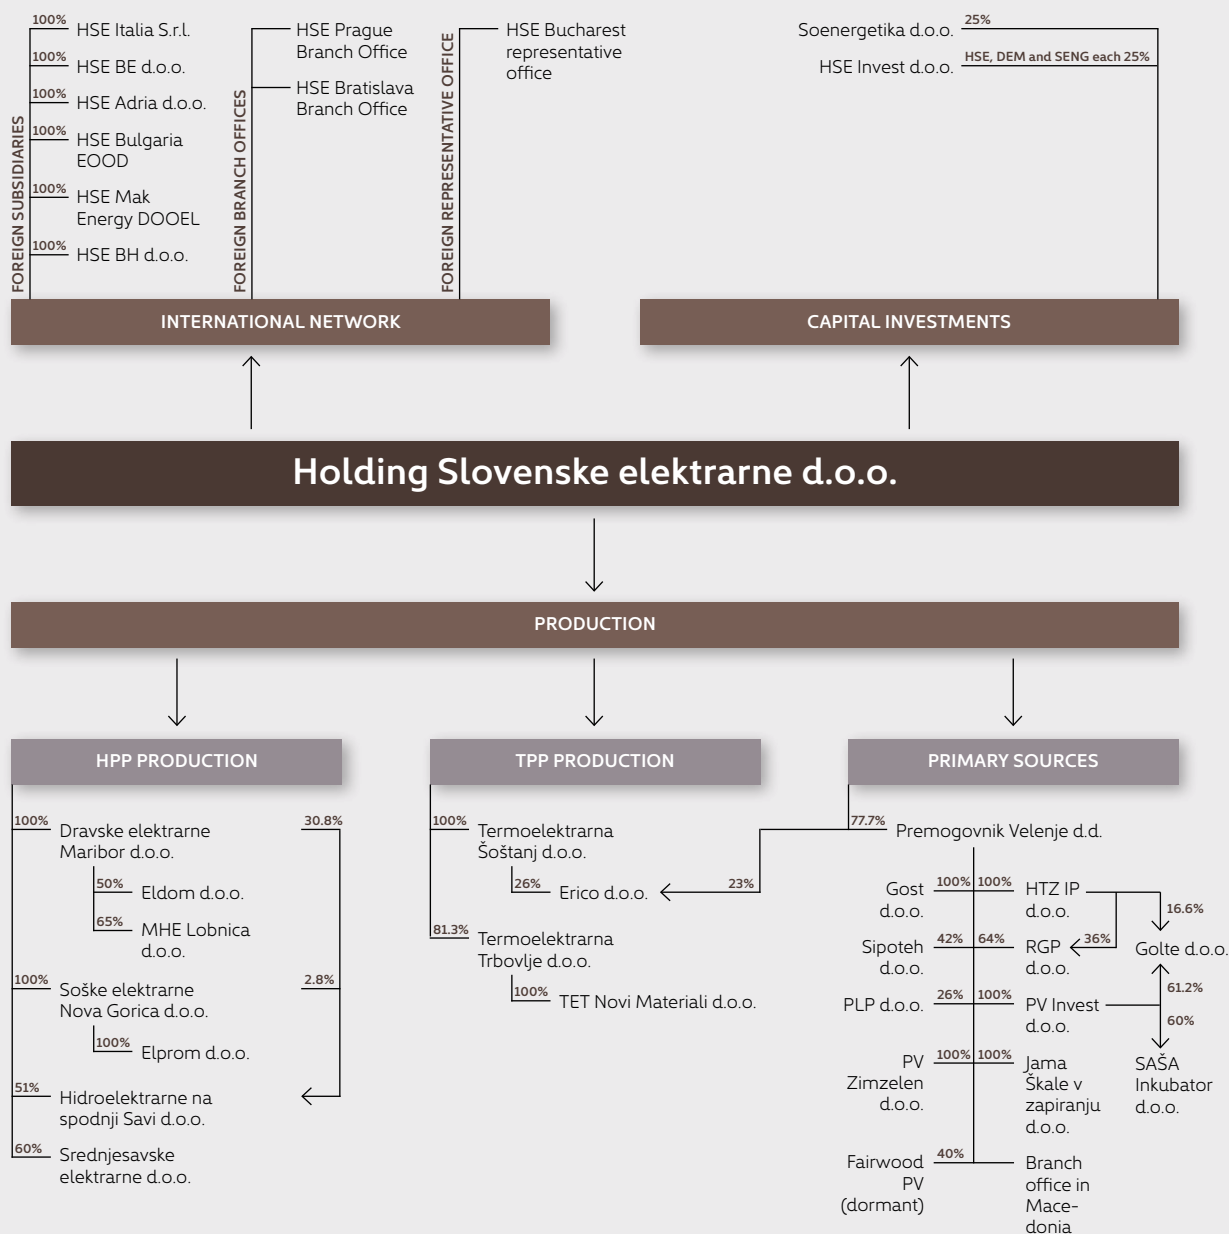 FOREIGN SUBSIDIARIES
100%
HSE Italia S.r.l.
100%
HSE BE d.o.o.
100%
HSE Adria d.o.o.
100%
HSE Bulgaria
EOOD
100%
HSE Mak
Energy DOOEL
100%
HSE BH d.o.o.
FOREIGN BRANCH OFFICES
HSE Prague
Branch Office
HSE Bratislava
Branch Office
FOREIGN REPRESENTATIVE OFFICE
HSE Bucharest
representative
office
Soenergetika d.o.o.
25%
HSE Invest d.o.o.
HSE, DEM and SENG each 25%
INTERNATIONAL NETWORK
CAPITAL INVESTMENTS
Holding Slovenske elektrarne d.o.o.
PRODUCTION
HPP PRODUCTION
100%
Dravske elektrarne
Maribor d.o.o.
30.8%
50%
Eldom d.o.o.
65%
MHE Lobnica
d.o.o.
100%
Soške elektrarne
Nova Gorica d.o.o.
2.8%
100%
Elprom d.o.o.
51%
Hidroelektrarne na
spodnji Savi d.o.o.
60%
Srednjesavske
elektrarne d.o.o.
TPP PRODUCTION
100%
Termoelektrarna
Šoštanj d.o.o.
26%
Erico d.o.o.
23%
81.3%
Termoelektrarna
Trbovlje d.o.o.
100%
TET Novi Materiali d.o.o.
PRIMARY SOURCES
77.7%
Premogovnik Velenje d.d.
Gost
d.o.o.
100%
100%
HTZ IP
d.o.o.
16.6%
Sipoteh
d.o.o.
42%
64%
RGP
d.o.o.
36%
Golte d.o.o.
PLP d.o.o.
26%
100%
PV Invest
d.o.o.
61.2%
60%
PV
Zimzelen
d.o.o.
100%
100%
Jama
Škale v
zapiranju
d.o.o.
SAŠA
Inkubator
d.o.o.
Fairwood
PV
(dormant)
40%
Branch
office in
Mace-
donia